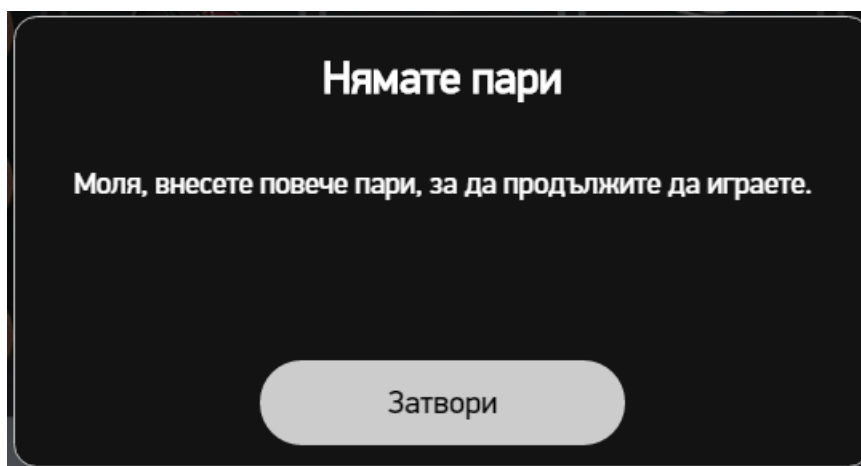 Нямате пари
Моля, внесете повече пари, за да продължите да играете.
Затвори